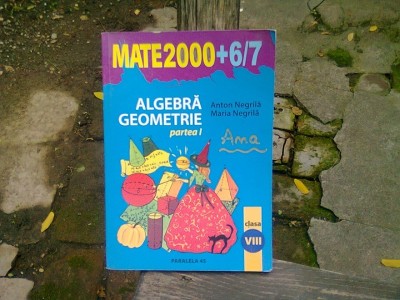 MATE2000+6/7
ALGEBRĂ
GEOMETRIE
partea I
Anton Negrilă
Maria Negrilă
Ana
clasa
VIII
PARALELA 45